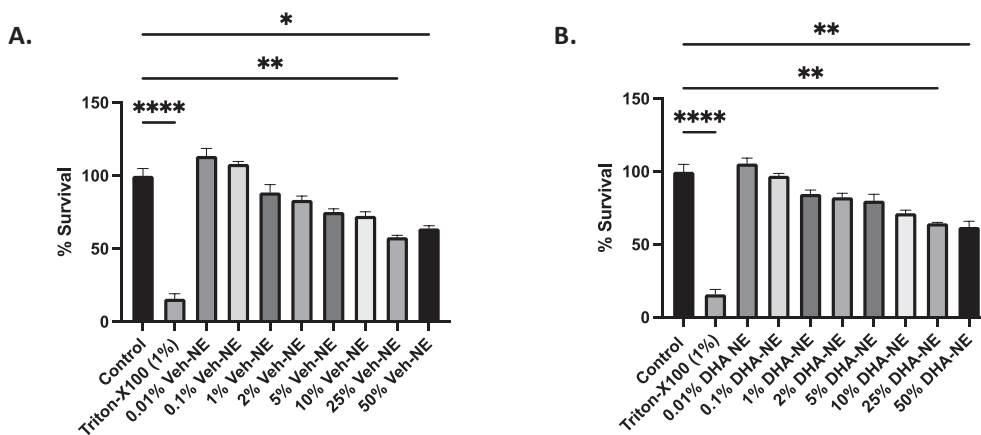 A.
*
**
****
150
100
50
0
% Survival
Control
Triton-X100 (1%)
0.01% Veh-NE
0.1% Veh-NE
1% Veh-NE
2% Veh-NE
5% Veh-NE
10% Veh-NE
25% Veh-NE
50% Veh-NE
B.
**
**
****
150
100
50
0
% Survival
Control
Triton-X100 (1%)
0.01% DHA NE
0.1% DHA-NE
1% DHA-NE
2% DHA-NE
5% DHA-NE
10% DHA-NE
25% DHA-NE
50% DHA-NE